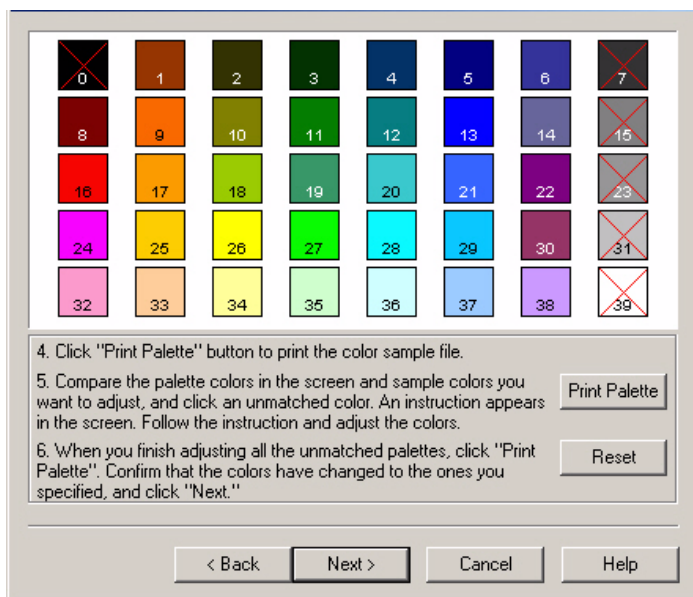 0 1 2 3 4 5 6 7
8 9 10 11 12 13 14 15
16 17 18 19 20 21 22 23
24 25 26 27 28 29 30 31
32 33 34 35 36 37 38 39
4. Click "Print Palette" button to print the color sample file.
5. Compare the palette colors in the screen and sample colors you
want to adjust, and click an unmatched color. An instruction appears
in the screen. Follow the instruction and adjust the colors.
Print Palette
6. When you finish adjusting all the unmatched palettes, click "Print
Palette". Confirm that the colors have changed to the ones you
specified, and click "Next."
Reset
< Back
Next >
Cancel
Help